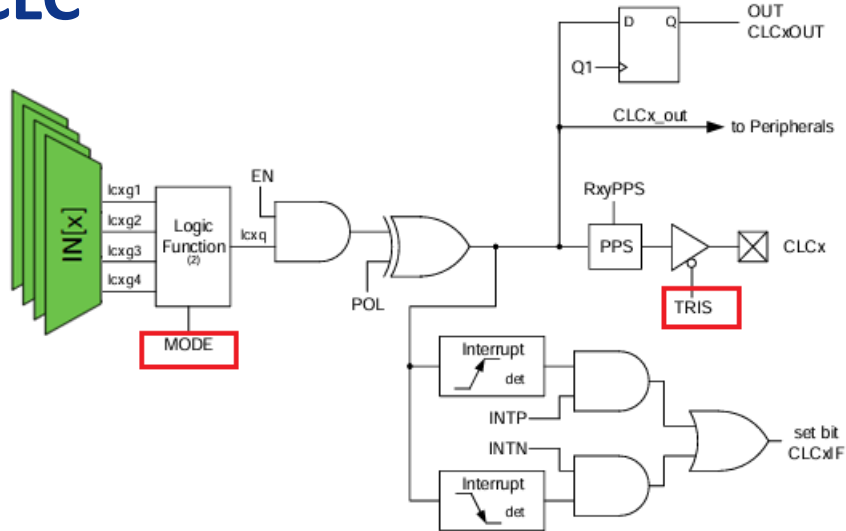 CLC
OUT
CLCxOUT
D
Q
Q1
CLCx_out
to Peripherals
IN[x]
lcxg1
lcxg2
lcxg3
lcxg4
Logic
Function
(2)
MODE
EN
lcxq
POL
RxyPPS
PPS
CLCx
TRIS
Interrupt
det
INTP
INTN
Interrupt
det
set bit
CLCxIF